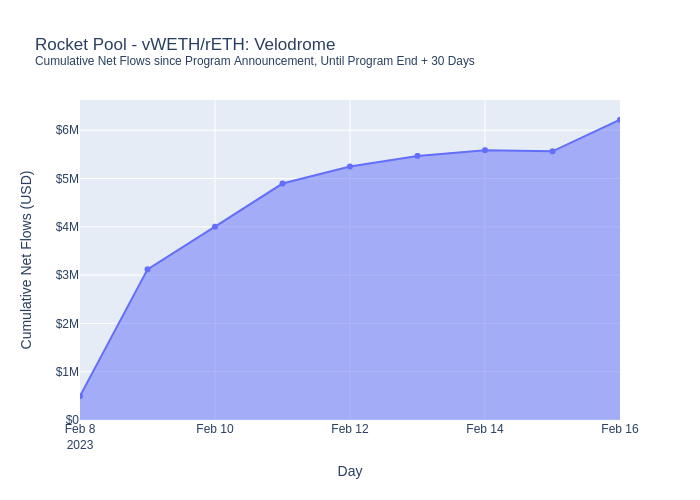 Rocket Pool - vWETH/rETH: Velodrome
Cumulative Net Flows since Program Announcement, Until Program End + 30 Days
Cumulative Net Flows (USD)
$6M
$5M
$4M
$3M
$2M
$1M
$0
Feb 8
2023
Feb 10
Feb 12
Feb 14
Feb 16
Day